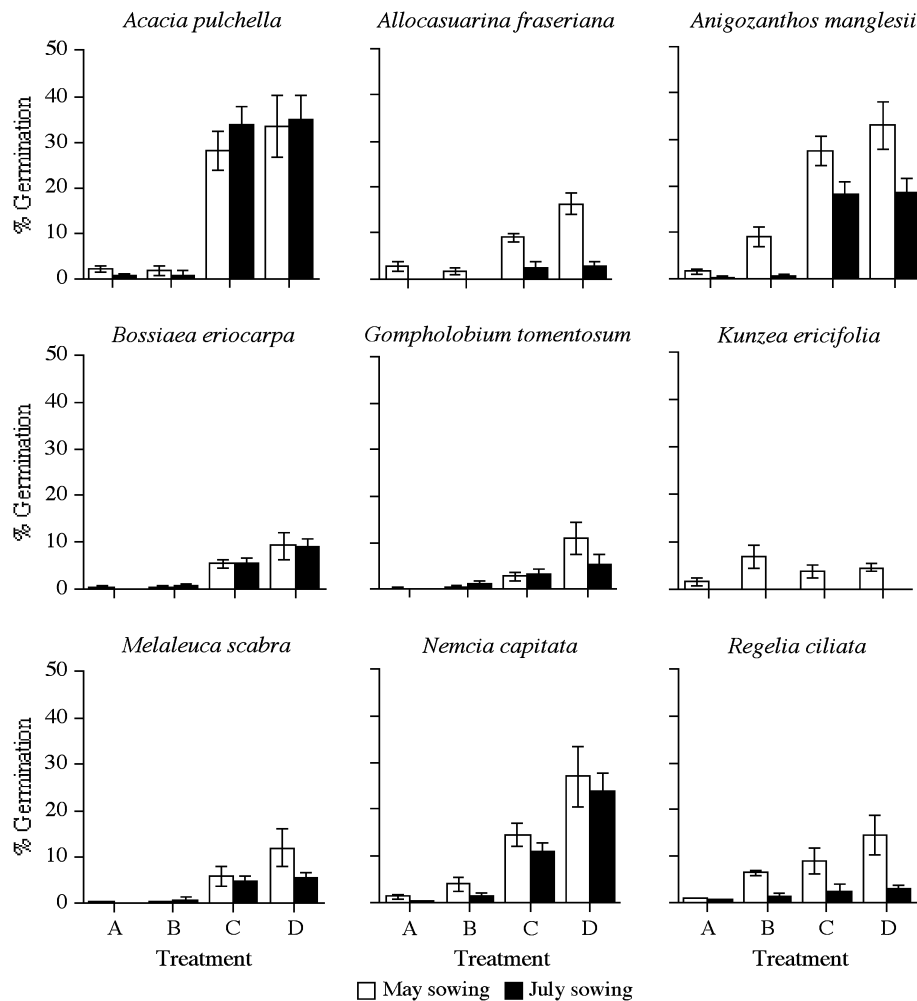 Acacia pulchella
Allocasuarina fraseriana
Anigozanthos manglesii
50
40
30
20
10
0
% Germination
Bossiaea eriocarpa
Gompholobium tomentosum
Kunzea ericifolia
50
40
30
20
10
0
% Germination
Melaleuca scabra
Nemcia capitata
Regelia ciliata
50
40
30
20
10
0
% Germination
A B C D
A B C D
A B C D
Treatment
Treatment
Treatment
May sowing
July sowing